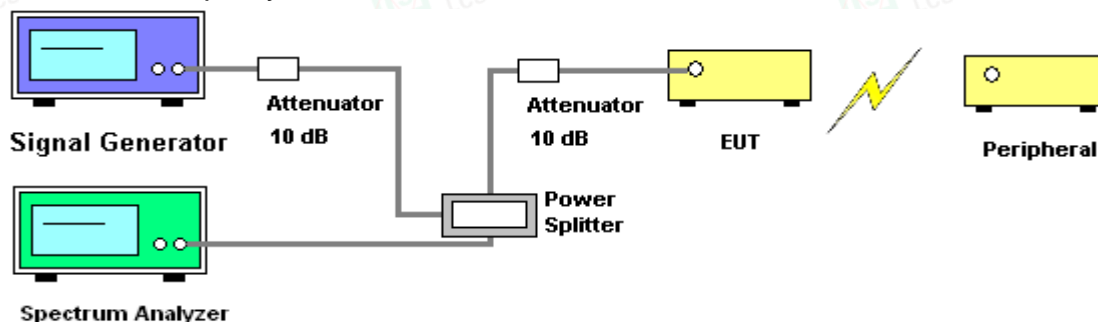 Attenuator
10 dB
Attenuator
10 dB
EUT
Signal Generator
Peripheral
Power
Splitter
Spectrum Analyzer